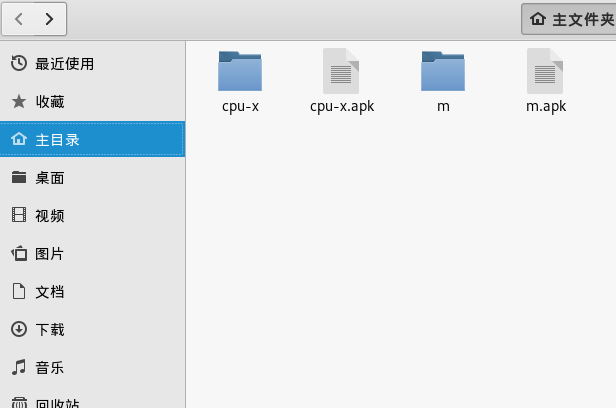 主文件夹
最近使用
收藏
主目录
桌面
视频
图片
文档
下载
音乐
回收站
cpu-x
cpu-x.apk
m
m.apk